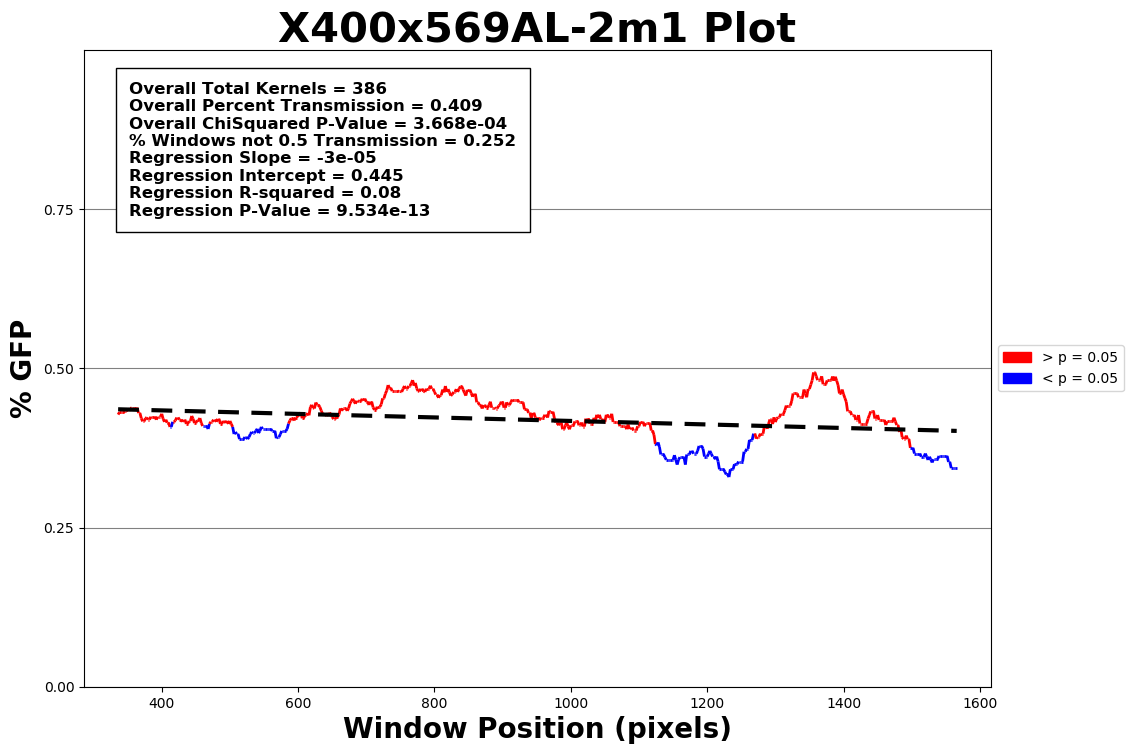 X400x569AL-2m1 Plot
Overall Total Kernels = 386
Overall Percent Transmission = 0.409
Overall ChiSquared P-Value = 3.668e-04
% Windows not 0.5 Transmission = 0.252
Regression Slope = -3e-05
Regression Intercept = 0.445
Regression R-squared = 0.08
Regression P-Value = 9.534e-13
% GFP
0.75
0.50
0.25
0.00
> p = 0.05
< p = 0.05
400 600 800 1000 1200 1400 1600
Window Position (pixels)